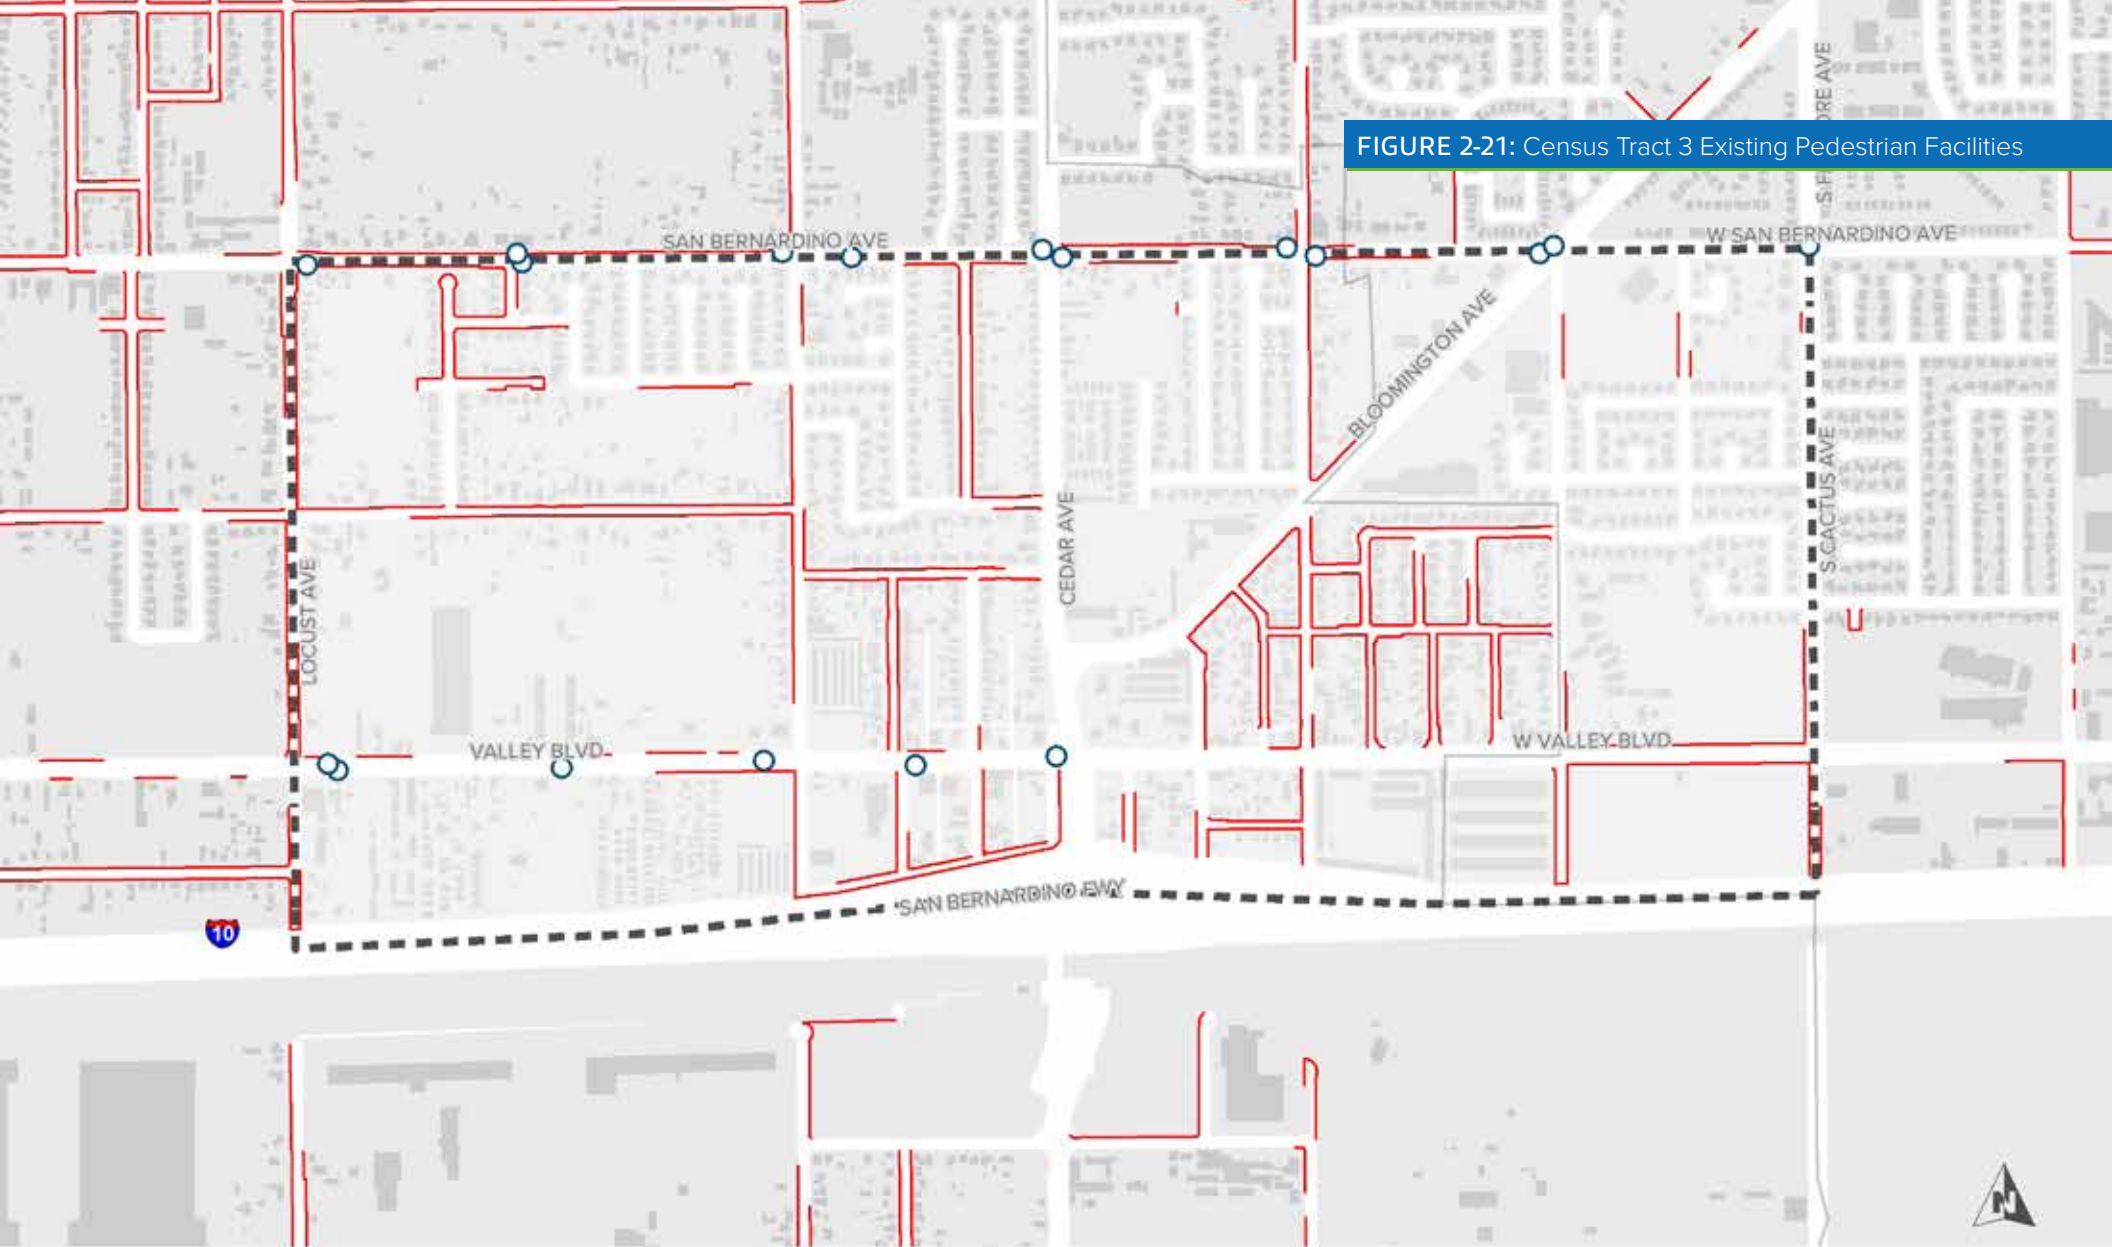 FIGURE 2-21: Census Tract 3 Existing Pedestrian Facilities
SAN BERNARDINO AVE
W SAN BERNARDINO AVE
BLOOMINGTON AVE
S CACTUS AVE
CEDAR AVE
LOCUST AVE
VALLEY BLVD
W VALLEY BLVD
SAN BERNARDINO FWY
10
N